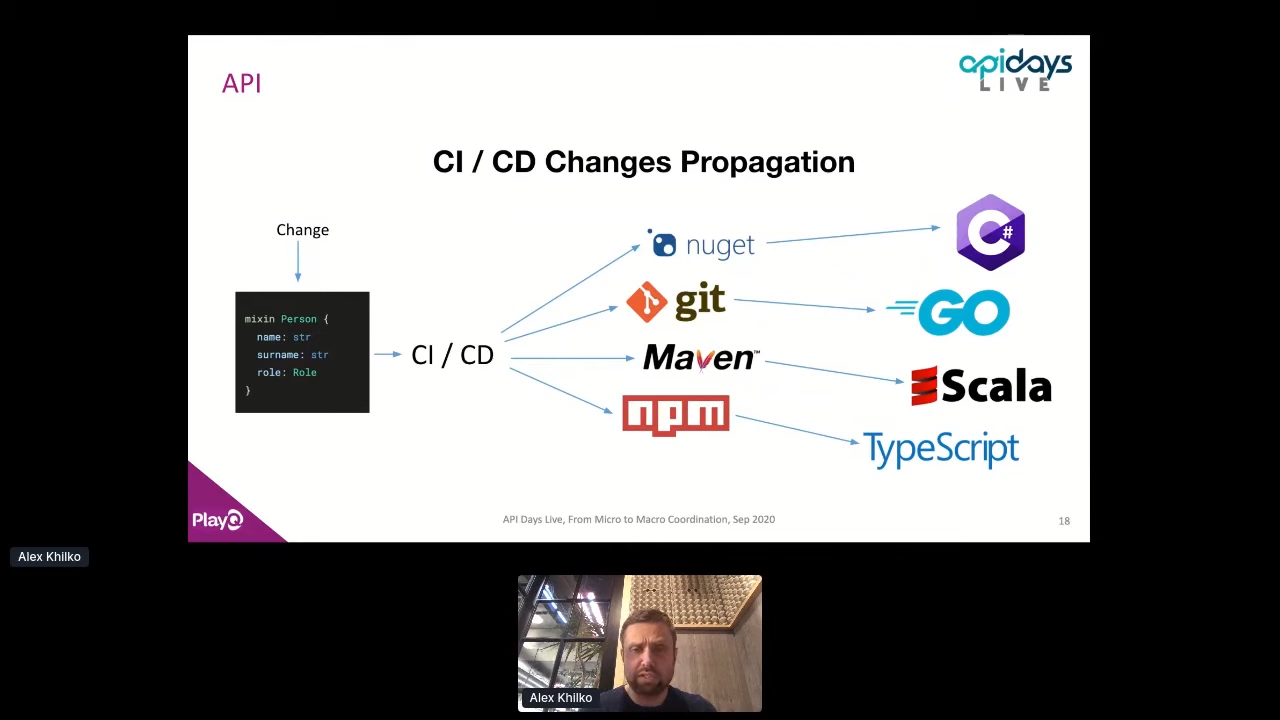 API
apidays
LIVE
CI / CD Changes Propagation
Change
mixin Person {
name: str
surname: str
role: Role
}
CI / CD
nuget
git
Maven™
npm
C#
GO
Scala
TypeScript
PlayQ
API Days Live, From Micro to Macro Coordination, Sep 2020
18
Alex Khilko
Alex Khilko